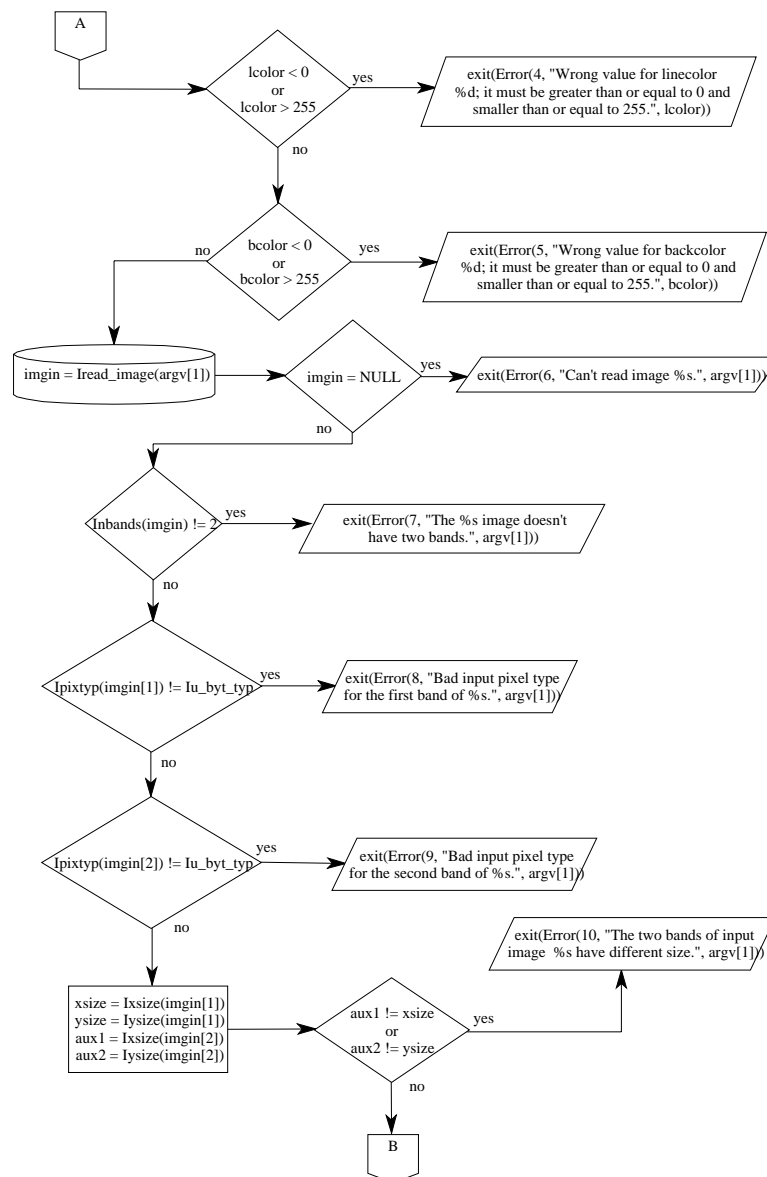 A
lcolor < 0
or
lcolor > 255
yes
exit(Error(4, "Wrong value for linecolor
%d; it must be greater than or equal to 0 and
smaller than or equal to 255.", lcolor))
no
bcolor < 0
or
bcolor > 255
no
yes
exit(Error(5, "Wrong value for backcolor
%d; it must be greater than or equal to 0 and
smaller than or equal to 255.", bcolor))
imgin = Iread_image(argv[1])
imgin = NULL
yes
exit(Error(6, "Can't read image %s.", argv[1]))
no
Inbands(imgin) != 2
yes
exit(Error(7, "The %s image doesn't
have two bands.", argv[1]))
no
Ipixtyp(imgin[1]) != Iu_byt_typ
yes
exit(Error(8, "Bad input pixel type
for the first band of %s.", argv[1]))
no
Ipixtyp(imgin[2]) != Iu_byt_typ
yes
exit(Error(9, "Bad input pixel type
for the second band of %s.", argv[1]))
no
exit(Error(10, "The two bands of input
image  %s have different size.", argv[1]))
xsize = Ixsize(imgin[1])
ysize = Iysize(imgin[1])
aux1 = Ixsize(imgin[2])
aux2 = Iysize(imgin[2])
aux1 != xsize
or
aux2 != ysize
yes
no
B